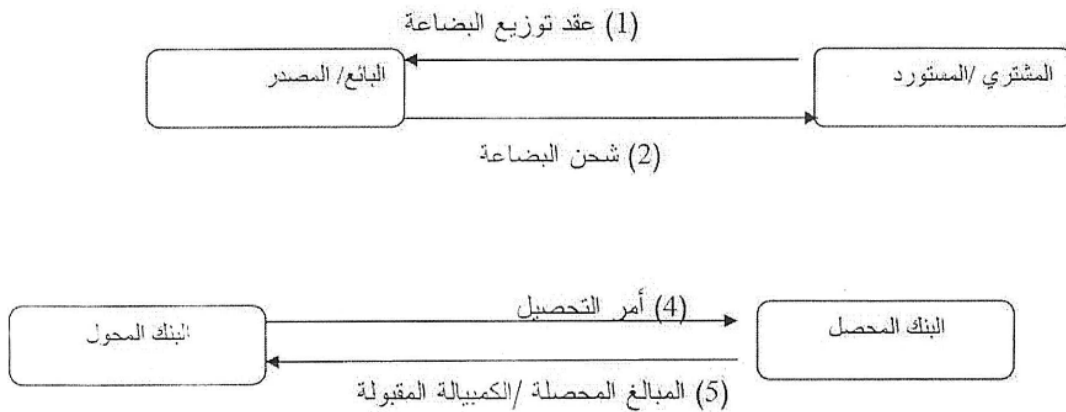 (1) عقد توزيع البضاعة
المشتري /المستورد
البائع/ المصدر
(2) شحن البضاعة
(4) أمر التحصيل
البنك المحصل
البنك المحول
(5) المبالغ المحصلة /الكمبيالة المقبولة